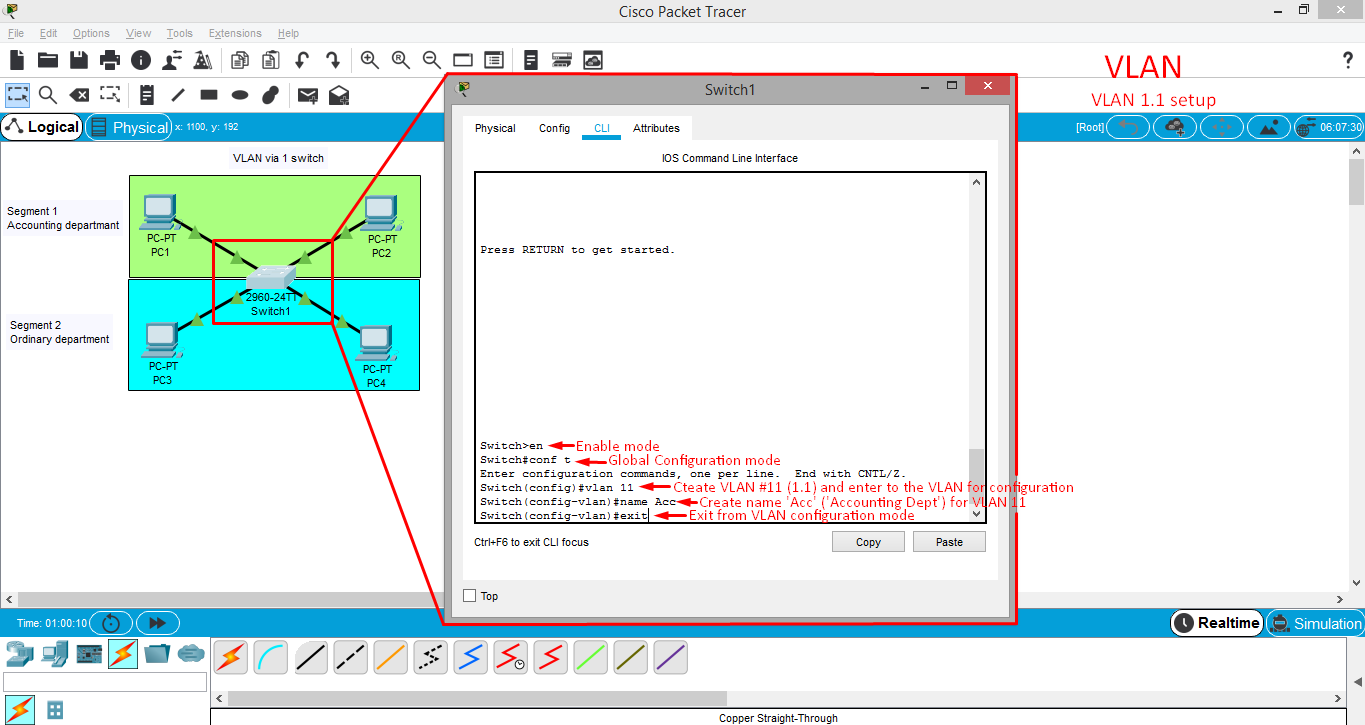 Cisco Packet Tracer
File Edit Options View Tools Extensions Help
VLAN
VLAN 1.1 setup
Logical
Physical
x: 1100, y: 192
[Root]
06:07:30
VLAN via 1 switch
Segment 1
Accounting departmant
PC-PT
PC1
PC-PT
PC2
2960-24TT
Switch1
Segment 2
Ordinary department
PC-PT
PC3
PC-PT
PC4
Switch1
Physical Config CLI Attributes
IOS Command Line Interface
Press RETURN to get started.
Switch>en Enable mode
Switch#conf t Global Configuration mode
Enter configuration commands, one per line. End with CNTL/Z.
Switch(config)#vlan 11 Cteate VLAN #11 (1.1) and enter to the VLAN for configuration
Switch(config-vlan)#name Acc Create name 'Acc' ('Accounting Dept') for VLAN 11
Switch(config-vlan)#exit Exit from VLAN configuration mode
Ctrl+F6 to exit CLI focus
Copy
Paste
Top
Time: 01:00:10
Realtime
Simulation
Copper Straight-Through